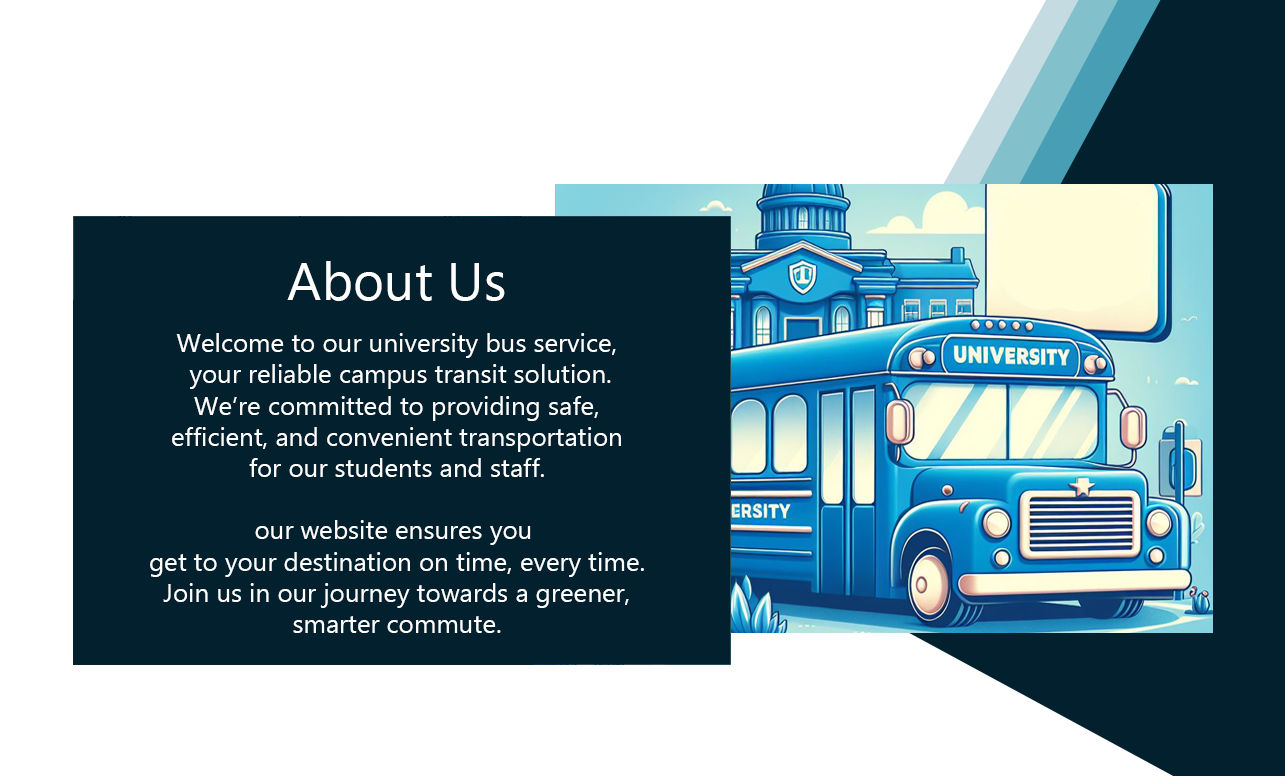 About Us
Welcome to our university bus service,
your reliable campus transit solution.
We’re committed to providing safe,
efficient, and convenient transportation
for our students and staff.
our website ensures you
get to your destination on time, every time.
Join us in our journey towards a greener,
smarter commute.
UNIVERSITY
ERSITY